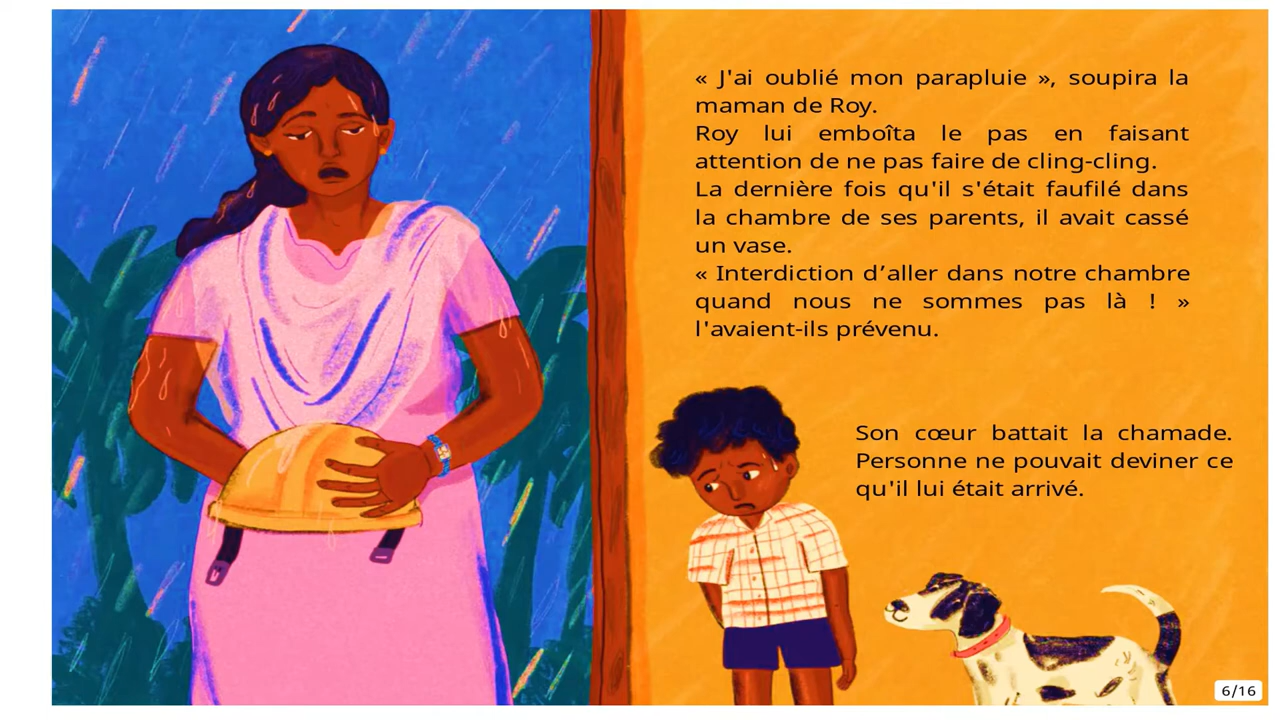 « J'ai oublié mon parapluie », soupira la
maman de Roy.
Roy lui emboîta le pas en faisant
attention de ne pas faire de cling-cling.
La dernière fois qu'il s'était faufilé dans
la chambre de ses parents, il avait cassé
un vase.
« Interdiction d’aller dans notre chambre
quand nous ne sommes pas là ! »
l'avaient-ils prévenu.
Son cœur battait la chamade.
Personne ne pouvait deviner ce
qu'il lui était arrivé.
6/16